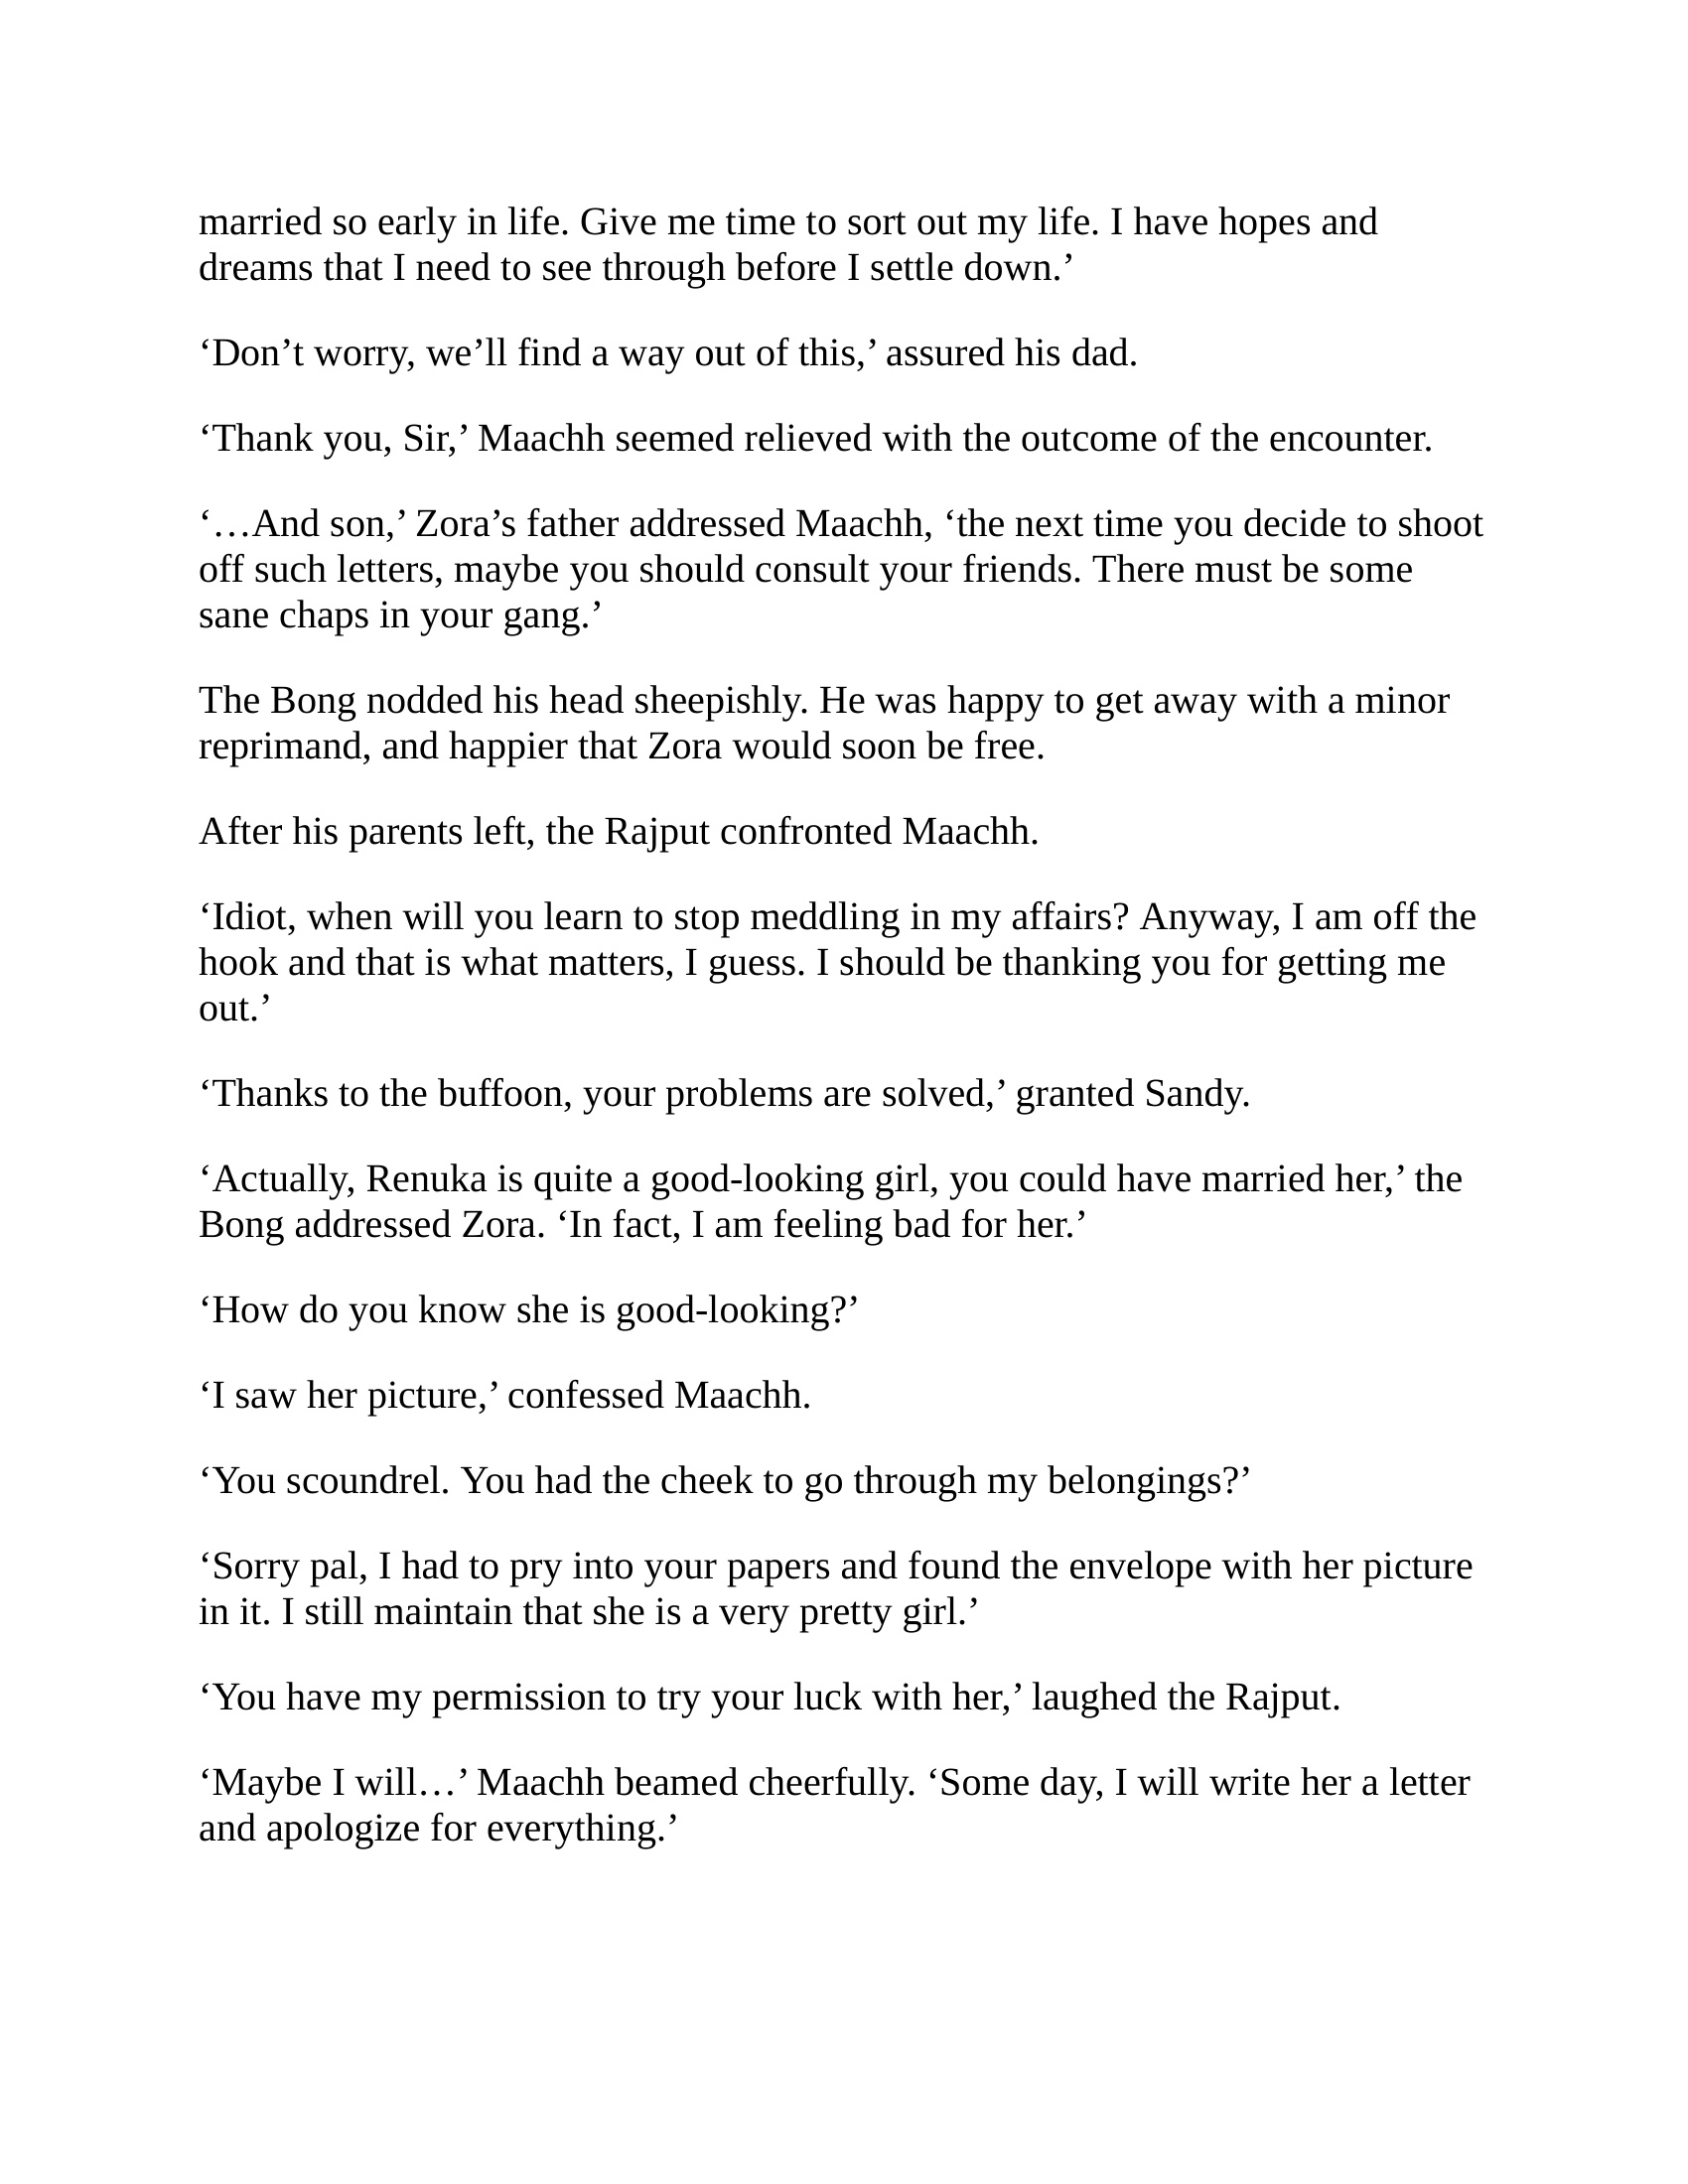 married so early in life. Give me time to sort out my life. I have hopes and
dreams that I need to see through before I settle down.’
‘Don’t worry, we’ll find a way out of this,’ assured his dad.
‘Thank you, Sir,’ Maachh seemed relieved with the outcome of the encounter.
‘…And son,’ Zora’s father addressed Maachh, ‘the next time you decide to shoot
off such letters, maybe you should consult your friends. There must be some
sane chaps in your gang.’
The Bong nodded his head sheepishly. He was happy to get away with a minor
reprimand, and happier that Zora would soon be free.
After his parents left, the Rajput confronted Maachh.
‘Idiot, when will you learn to stop meddling in my affairs? Anyway, I am off the
hook and that is what matters, I guess. I should be thanking you for getting me
out.’
‘Thanks to the buffoon, your problems are solved,’ granted Sandy.
‘Actually, Renuka is quite a good-looking girl, you could have married her,’ the
Bong addressed Zora. ‘In fact, I am feeling bad for her.’
‘How do you know she is good-looking?’
‘I saw her picture,’ confessed Maachh.
‘You scoundrel. You had the cheek to go through my belongings?’
‘Sorry pal, I had to pry into your papers and found the envelope with her picture
in it. I still maintain that she is a very pretty girl.’
‘You have my permission to try your luck with her,’ laughed the Rajput.
‘Maybe I will…’ Maachh beamed cheerfully. ‘Some day, I will write her a letter
and apologize for everything.’